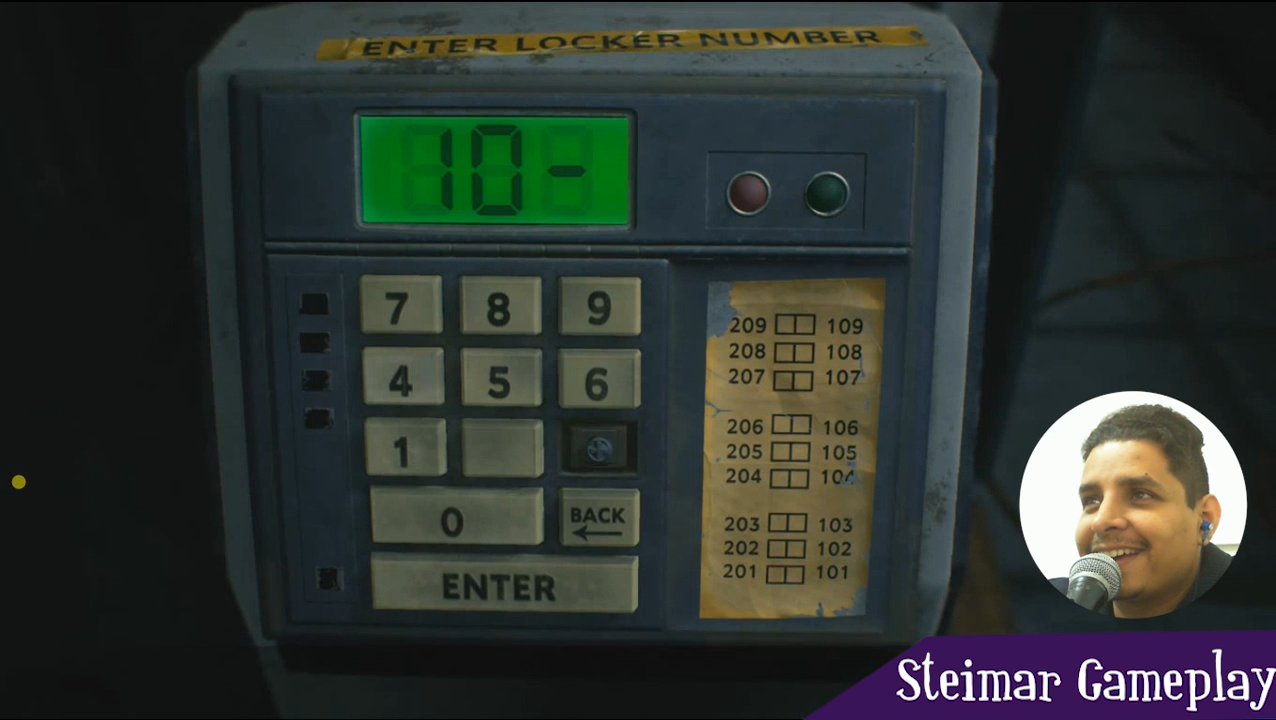 ENTER LOCKER NUMBER
10-
7 8 9
4 5 6
1
0 BACK
ENTER
209 109
208 108
207 107
206 106
205 105
204 104
203 103
202 102
201 101
Steimar Gameplay